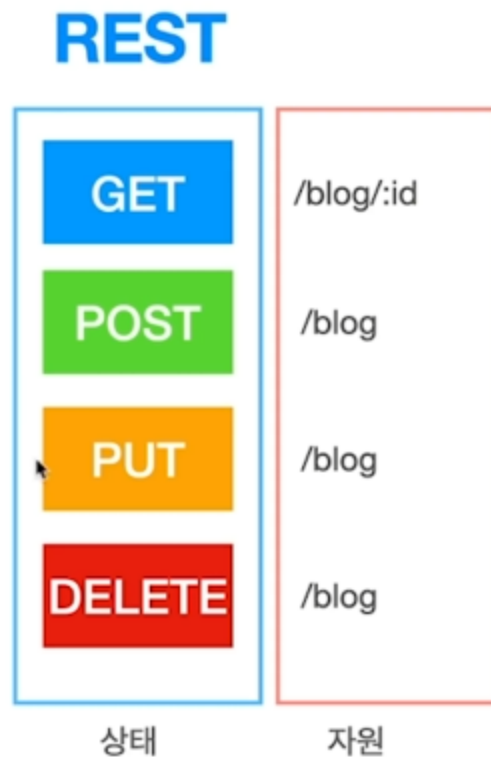 REST
GET /blog/:id
POST /blog
PUT /blog
DELETE /blog
상태 자원